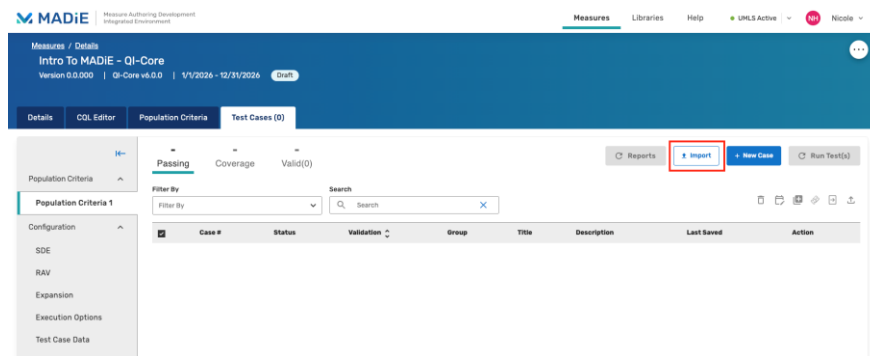 MADiE
Measure Authoring Development
Integrated Environment
Measures
Libraries
Help
UMLS Active
NH
Nicole
Measures / Details
Intro To MADiE - QI-Core
Version 0.0.000 | QI-Core v6.0.0 | 1/1/2026 - 12/31/2026 Draft
Details
CQL Editor
Population Criteria
Test Cases (0)
- - -
Passing Coverage Valid(0)
Reports
Import
+ New Case
Run Test(s)
Population Criteria
Population Criteria 1
Configuration
SDE
RAV
Expansion
Execution Options
Test Case Data
Filter By
Filter By
Search
Search
Case # Status Validation Group Title Description Last Saved Action